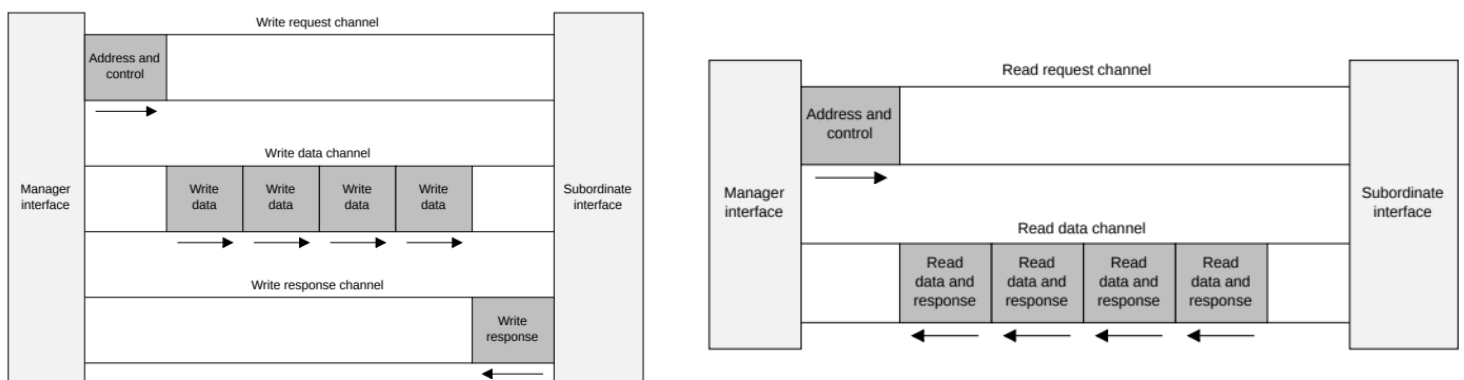 Write request channel
Address and
control
Write data channel
Manager
interface
Write
data
Write
data
Write
data
Write
data
Subordinate
interface
Write response channel
Write
response
Read request channel
Address and
control
Manager
interface
Subordinate
interface
Read data channel
Read
data and
response
Read
data and
response
Read
data and
response
Read
data and
response